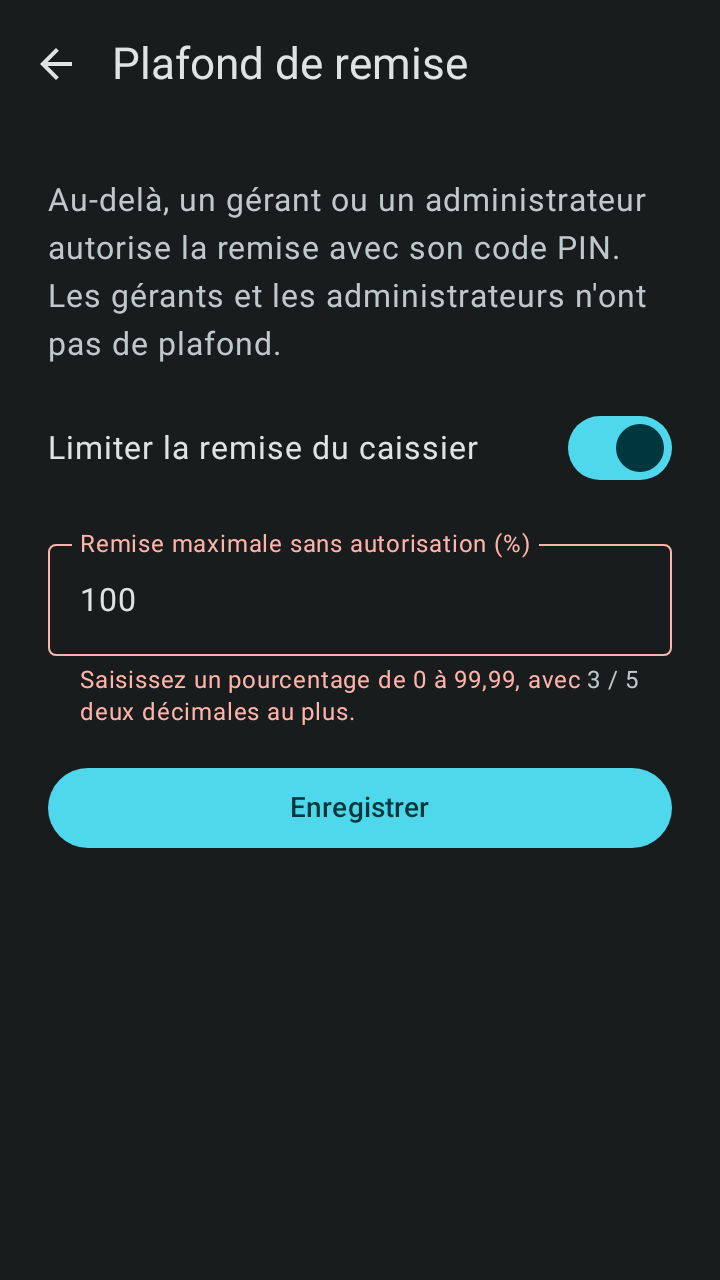 Plafond de remise
Au-delà, un gérant ou un administrateur
autorise la remise avec son code PIN.
Les gérants et les administrateurs n'ont
pas de plafond.
Limiter la remise du caissier
Remise maximale sans autorisation (%)
100
Saisissez un pourcentage de 0 à 99,99, avec 3 / 5
deux décimales au plus.
Enregistrer